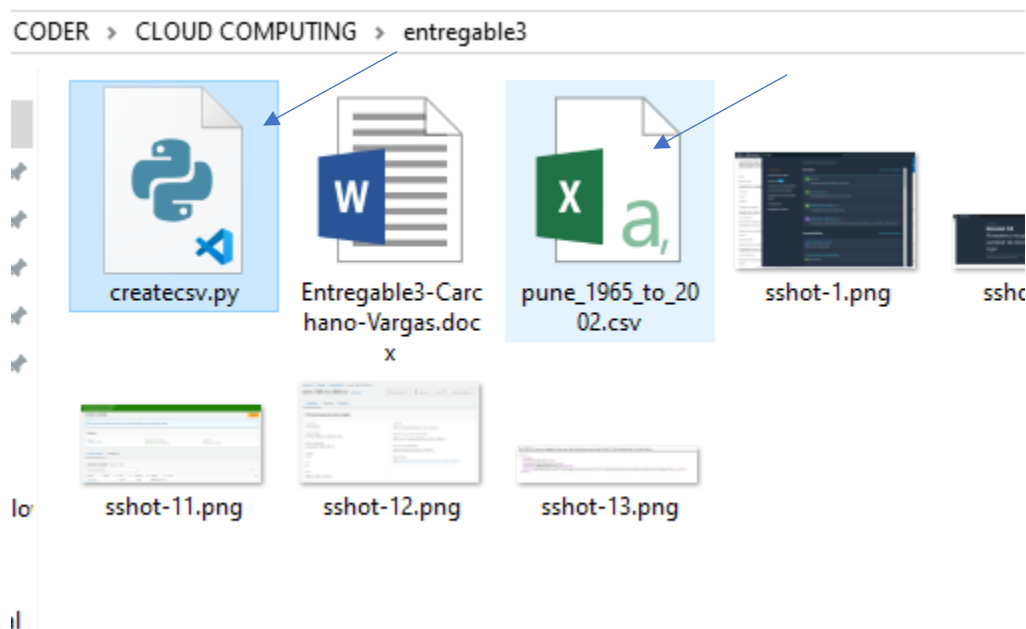 CODER > CLOUD COMPUTING > entregable3
W
X
a,
createcsv.py
Entregable3-Carc
hano-Vargas.doc
x
pune_1965_to_20
02.csv
sshot-1.png
sshot-11.png
sshot-12.png
sshot-13.png